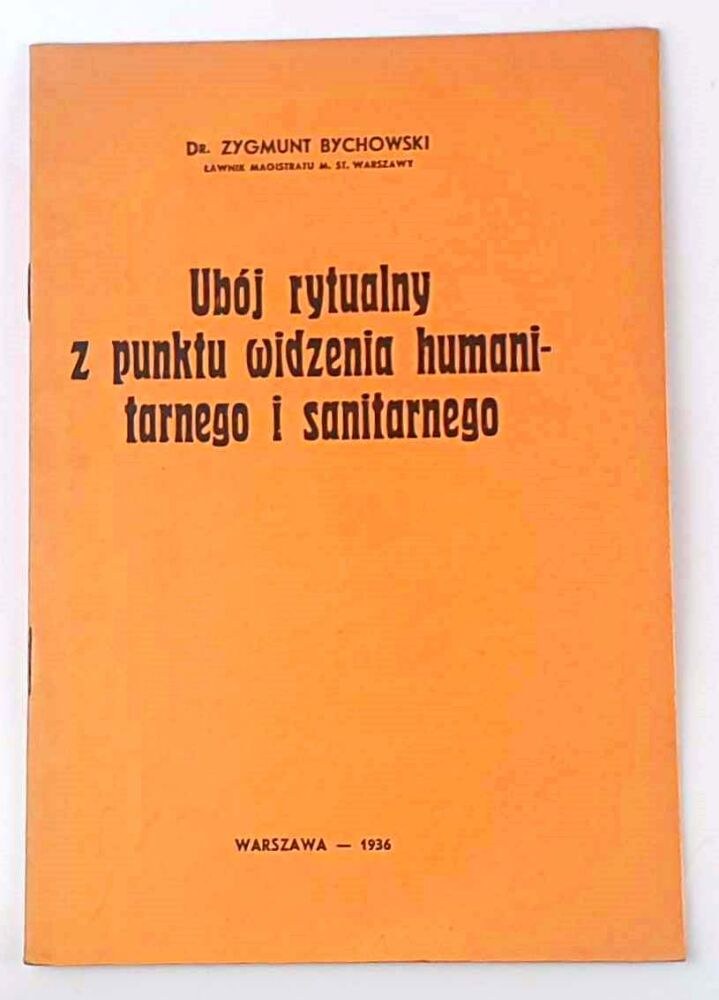 Dr. ZYGMUNT BYCHOWSKI
ŁAWNIK MAGISTRATU M. ST. WARSZAWY
Ubój rytualny
z punktu widzenia humani-
tarnego i sanitarnego
WARSZAWA — 1936